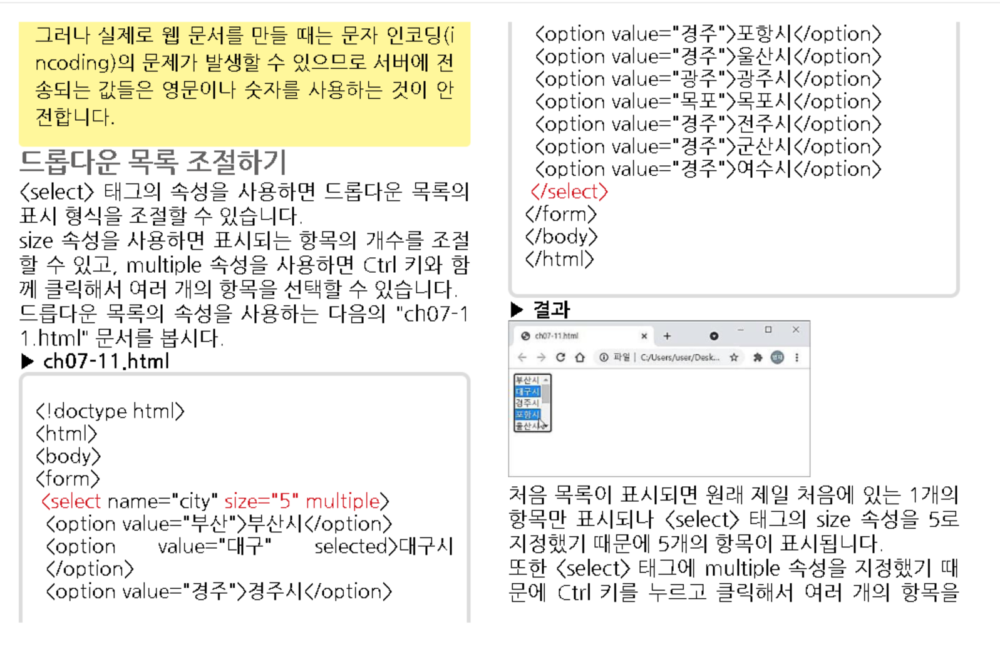 그러나 실제로 웹 문서를 만들 때는 문자 인코딩(i
ncoding)의 문제가 발생할 수 있으므로 서버에 전
송되는 값들은 영문이나 숫자를 사용하는 것이 안
전합니다.
드롭다운 목록 조절하기
<select> 태그의 속성을 사용하면 드롭다운 목록의
표시 형식을 조절할 수 있습니다.
size 속성을 사용하면 표시되는 항목의 개수를 조절
할 수 있고, multiple 속성을 사용하면 Ctrl 키와 함
께 클릭해서 여러 개의 항목을 선택할 수 있습니다.
드릅다운 목록의 속성을 사용하는 다음의 "ch07-1
1.html" 문서를 봅시다.
▶ ch07-11.html
<!doctype html>
<html>
<body>
<form>
<select name="city" size="5" multiple>
<option value="부산">부산시</option>
<option value="대구" selected>대구시
</option>
<option value="경주">경주시</option>
<option value="경주">포항시</option>
<option value="경주">울산시</option>
<option value="광주">광주시</option>
<option value="목포">목포시</option>
<option value="경주">전주시</option>
<option value="경주">군산시</option>
<option value="경주">여수시</option>
</select>
</form>
</body>
</html>
▶ 결과
ch07-11.html
파일 | C:/Users/user/Desk...
부산시
대구시
경주시
포항시
울산시
처음 목록이 표시되면 원래 제일 처음에 있는 1개의
항목만 표시되나 <select> 태그의 size 속성을 5로
지정했기 때문에 5개의 항목이 표시됩니다.
또한 <select> 태그에 multiple 속성을 지정했기 때
문에 Ctrl 키를 누르고 클릭해서 여러 개의 항목을